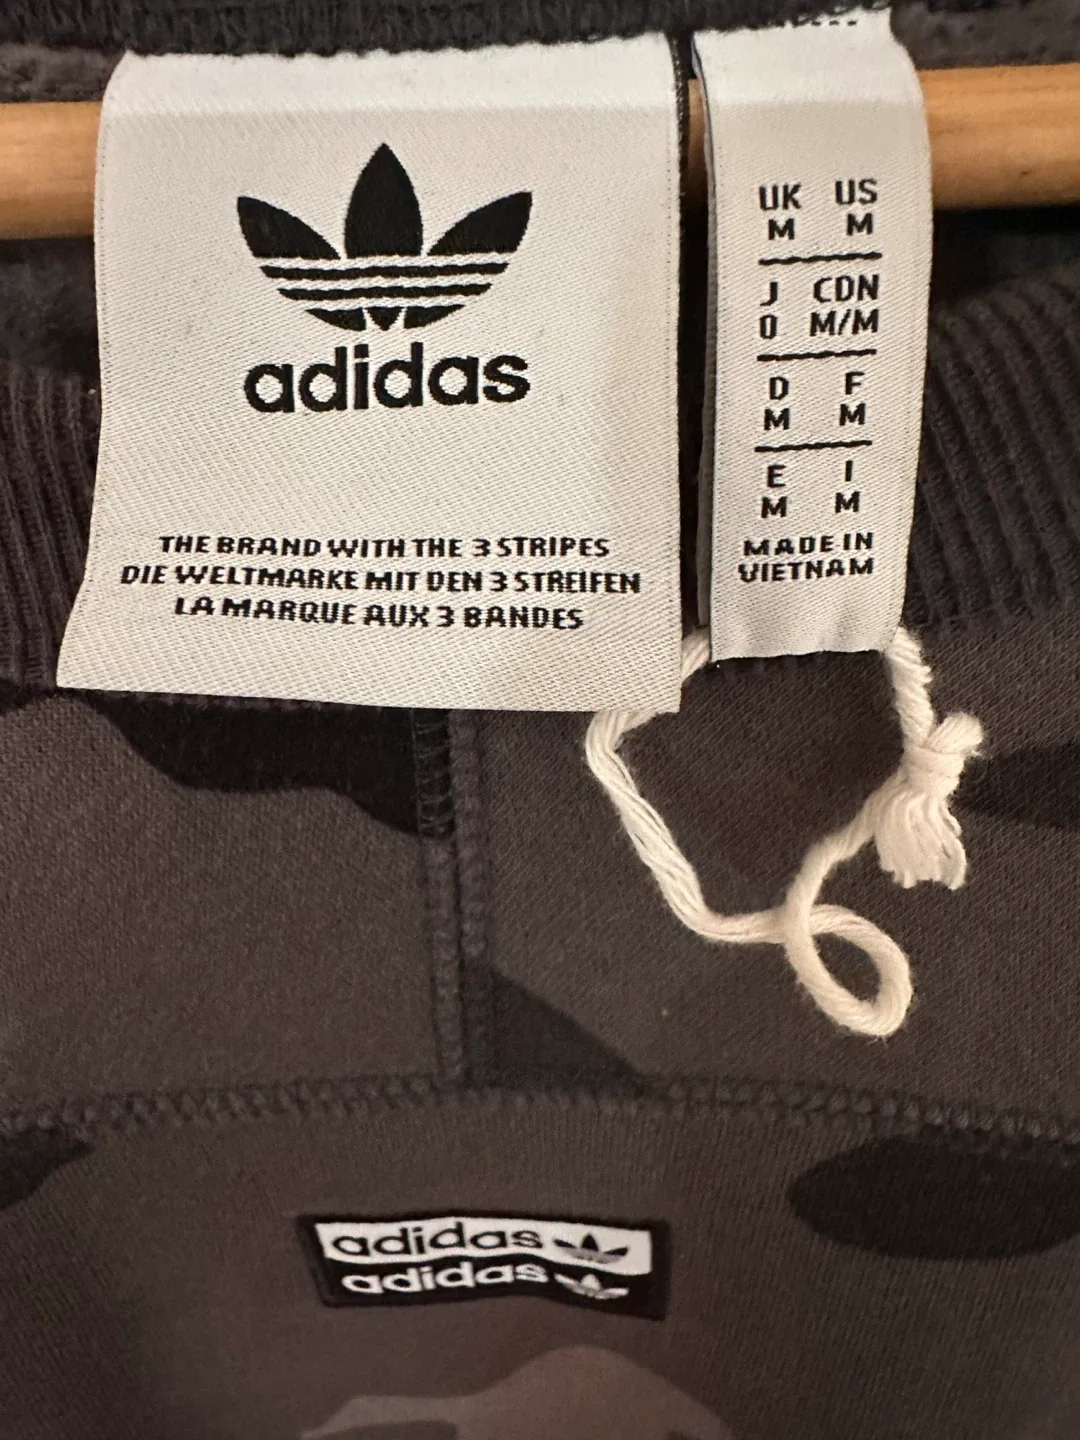 adidas
THE BRAND WITH THE 3 STRIPES
DIE WELTMARKE MIT DEN 3 STREIFEN
LA MARQUE AUX 3 BANDES
UK US
M M
J CDN
O M/M
D F
M M
E I
M M
MADE IN
VIETNAM
adidas
adidas